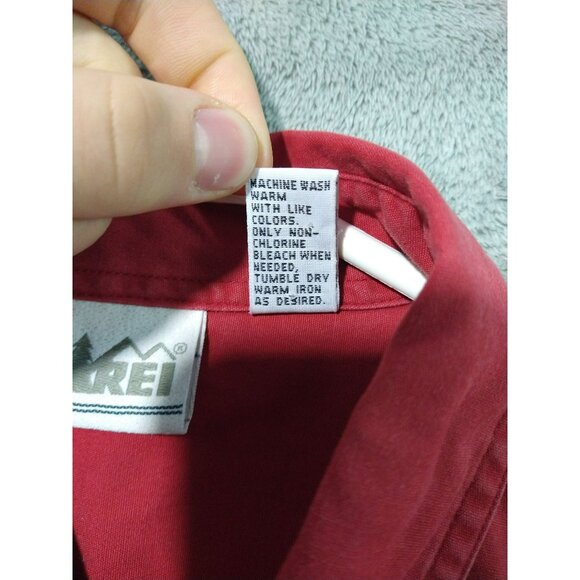 MACHINE WASH
WARM
WITH LIKE
COLORS.
ONLY NON-
CHLORINE
BLEACH WHEN
NEEDED,
TUMBLE DRY
WARM IRON
AS DESIRED.
REI®